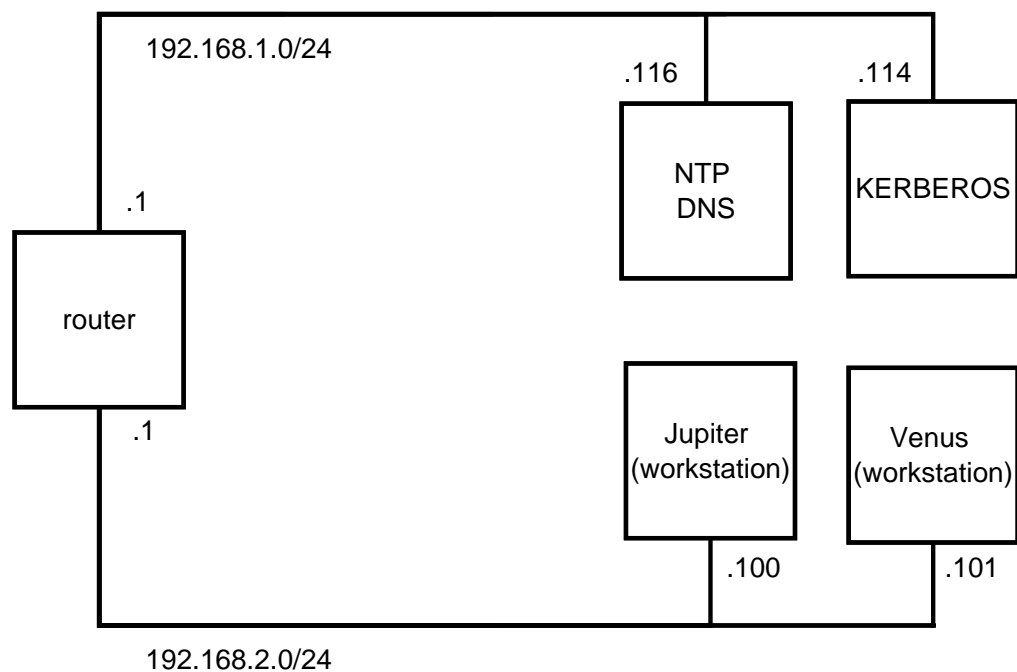 192.168.1.0/24
.116
.114
.1
NTP
DNS
KERBEROS
router
.1
Jupiter
(workstation)
Venus
(workstation)
.100
.101
192.168.2.0/24